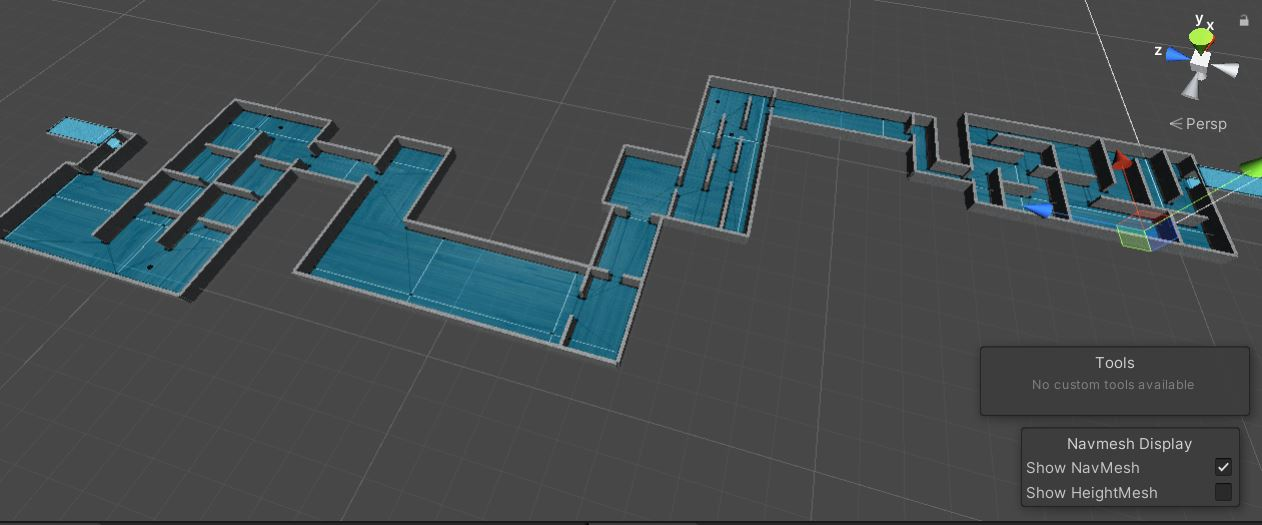 y
x
z
Persp
Tools
No custom tools available
Navmesh Display
Show NavMesh
Show HeightMesh